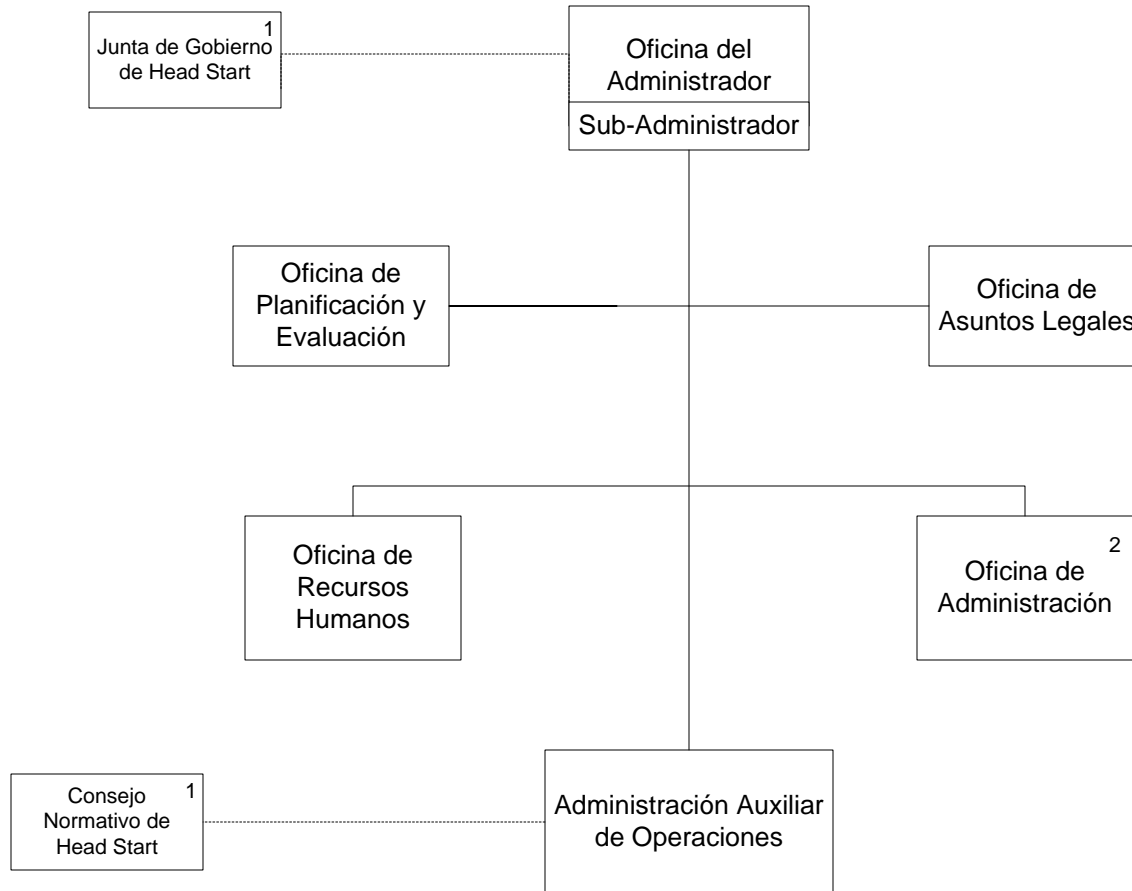 1
Junta de Gobierno
de Head Start
Oficina del
Administrador
Sub-Administrador
Oficina de
Planificación y
Evaluación
Oficina de
Asuntos Legales
Oficina de
Recursos
Humanos
2
Oficina de
Administración
Consejo 1
Normativo de
Head Start
Administración Auxiliar
de Operaciones